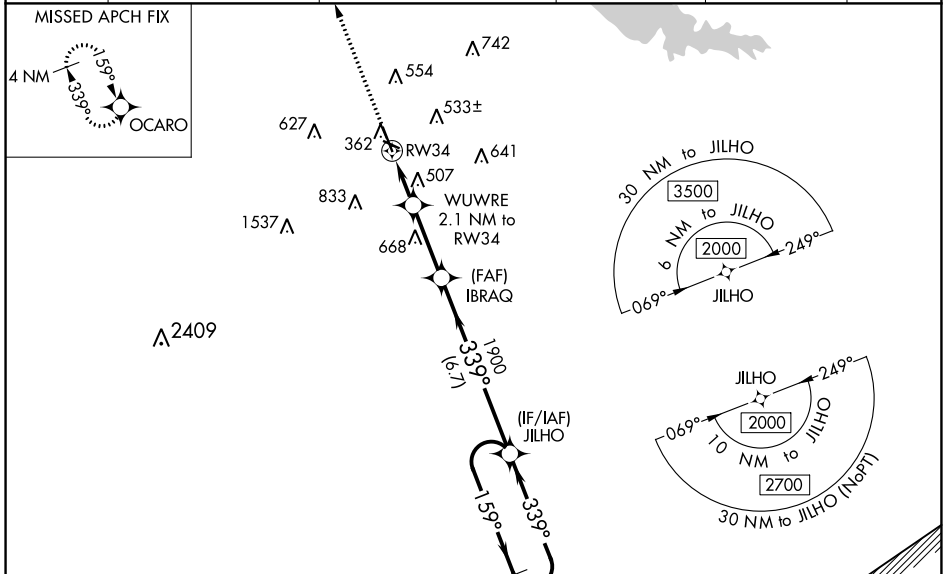 MISSED APCH FIX
4 NM
159°
339°
OCARO
742
554
533±
627
362
RW34
641
507
833
WUWRE
2.1 NM to
RW34
1537
668
(FAF)
IBRAQ
2409
1900
339°
(6.7)
(IF/IAF)
JILHO
159°
339°
30 NM to JILHO
3500
6 NM to JILHO
2000
249°
069°
JILHO
JILHO
249°
069°
2000
10 NM to JILHO
2700
30 NM to JILHO (NoPT)